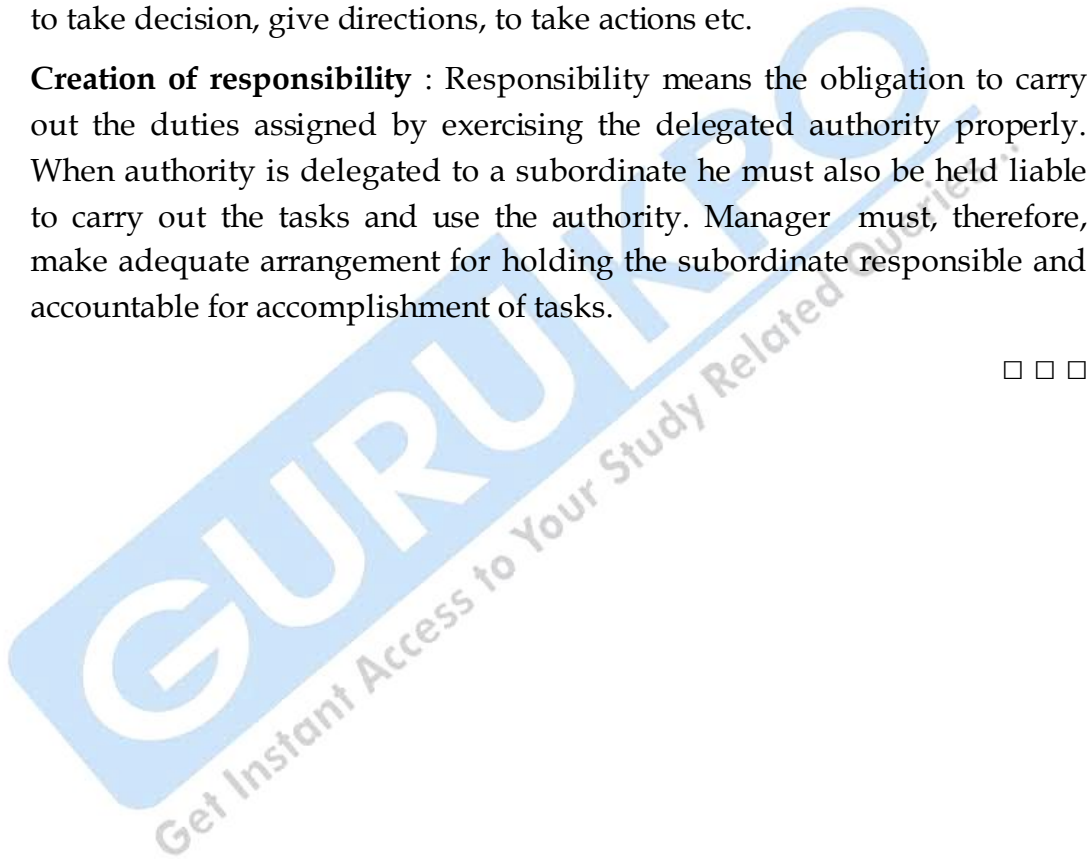 to take decision, give directions, to take actions etc.
Creation of responsibility : Responsibility means the obligation to carry
out the duties assigned by exercising the delegated authority properly.
When authority is delegated to a subordinate he must also be held liable
to carry out the tasks and use the authority. Manager must, therefore,
make adequate arrangement for holding the subordinate responsible and
accountable for accomplishment of tasks.
□ □ □
GURUKPO
Get Instant Access to Your Study Related Queries...